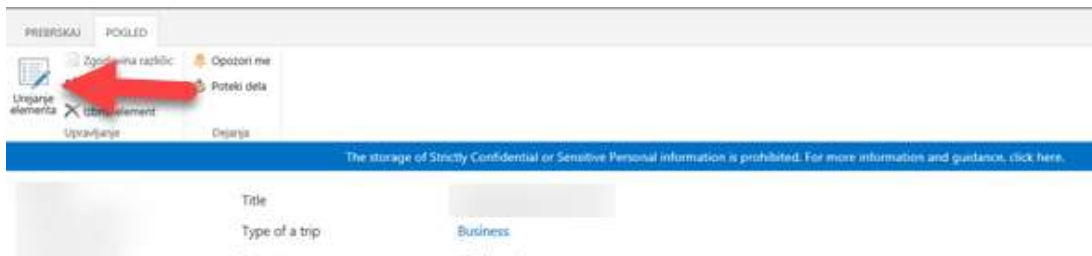 PREBRSKAJ POGLED
Zgodovina različic
Opozori me
Poteki dela
Urejanje
elementa
element
Upravljanje
Dejanja
The storage of Strictly Confidential or Sensitive Personal information is prohibited. For more information and guidance, click here.
Title
Type of a trip Business